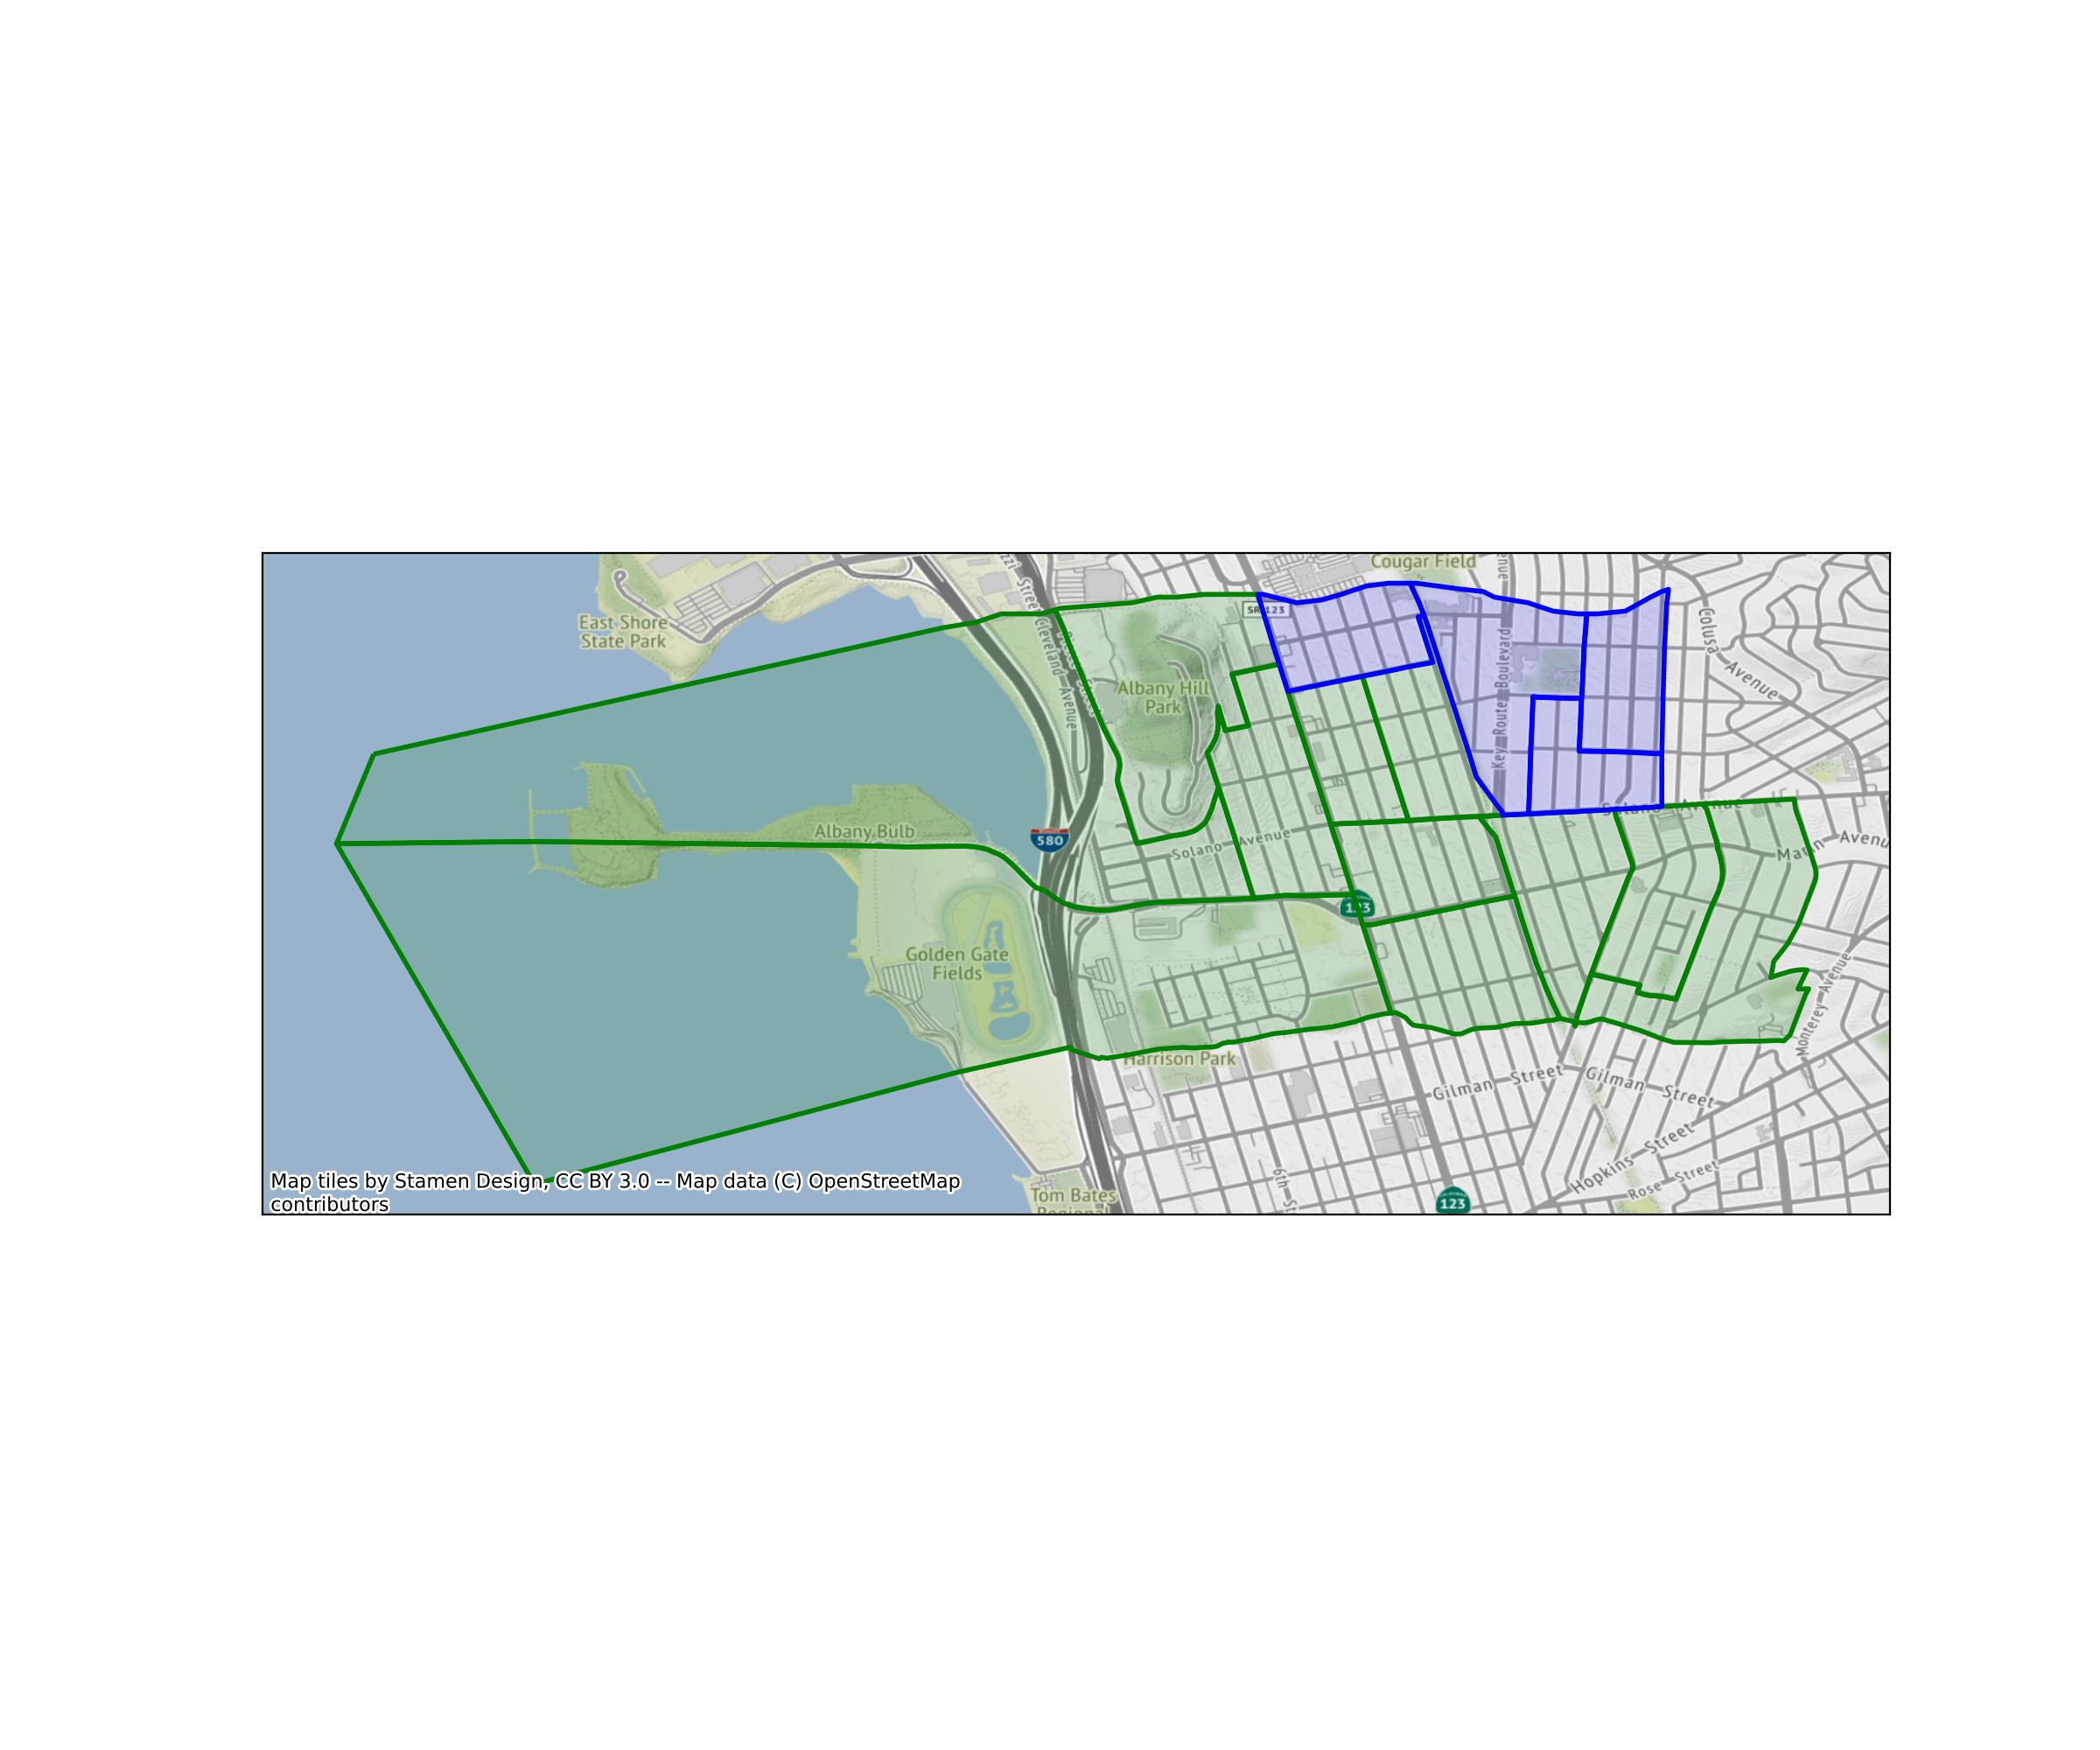 Cougar Field
East Shore
State Park
SR 123
Cleveland Avenue
Street
Colusa
Avenue
Key Route Boulevard
Albany Hill
Park
Albany Bulb
580
Solano Avenue
Solano Avenue
Marin Avenue
123
Golden Gate
Fields
Monterey Avenue
Harrison Park
Gilman Street
Gilman Street
Hopkins Street
Rose Street
6th St
Tom Bates
Regional
123
Map tiles by Stamen Design, CC BY 3.0 -- Map data (C) OpenStreetMap
contributors